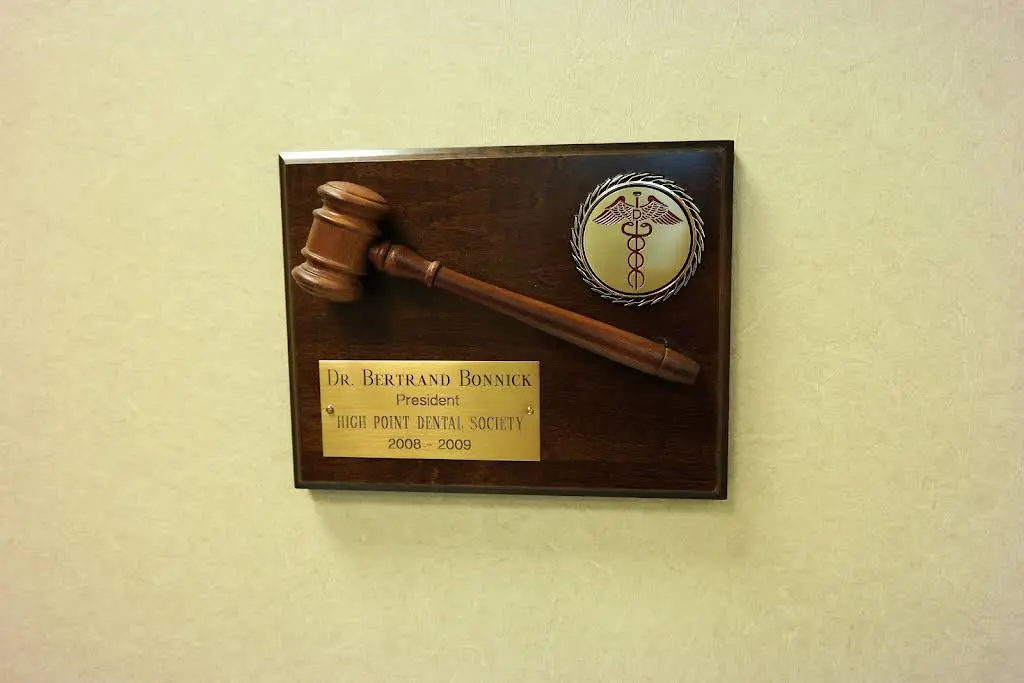 D
DR. BERTRAND BONNICK
President
HIGH POINT DENTAL SOCIETY
2008 - 2009